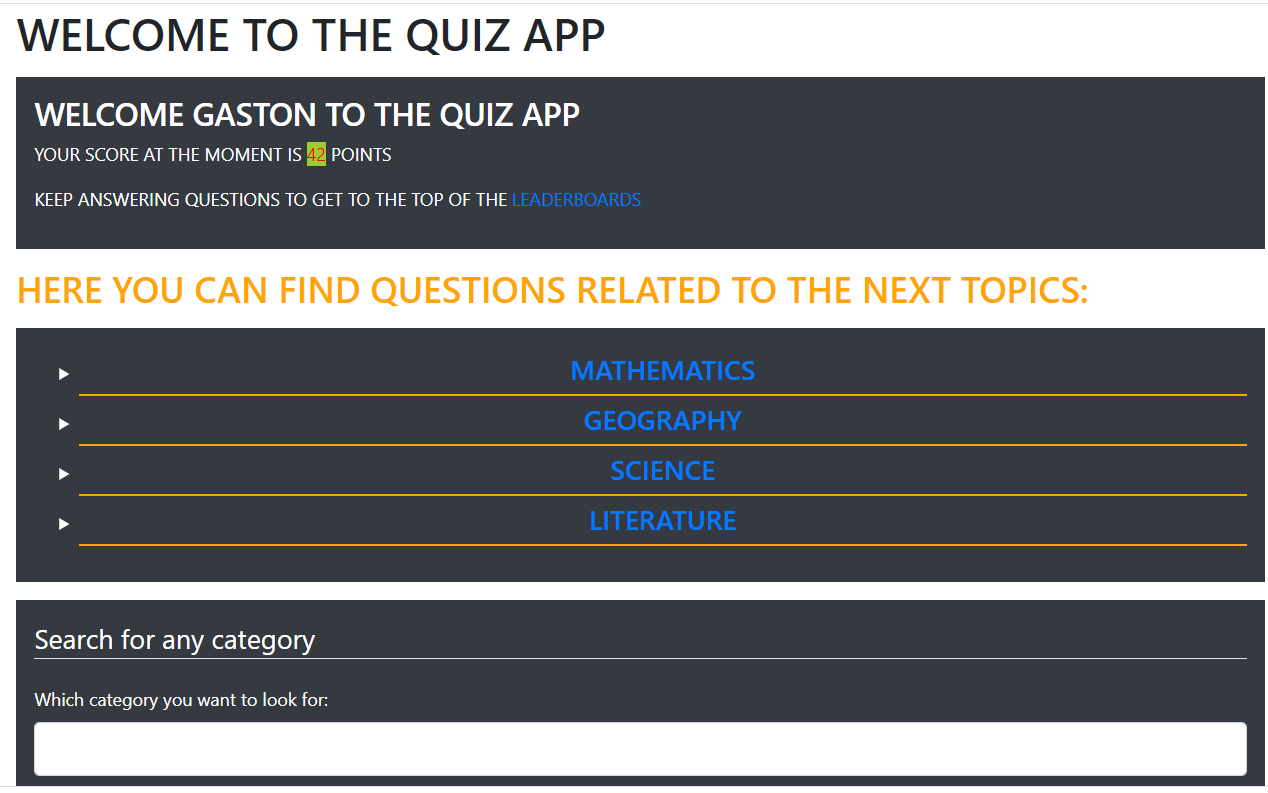 WELCOME TO THE QUIZ APP
WELCOME GASTON TO THE QUIZ APP
YOUR SCORE AT THE MOMENT IS 42 POINTS
KEEP ANSWERING QUESTIONS TO GET TO THE TOP OF THE LEADERBOARDS
HERE YOU CAN FIND QUESTIONS RELATED TO THE NEXT TOPICS:
MATHEMATICS
GEOGRAPHY
SCIENCE
LITERATURE
Search for any category
Which category you want to look for: